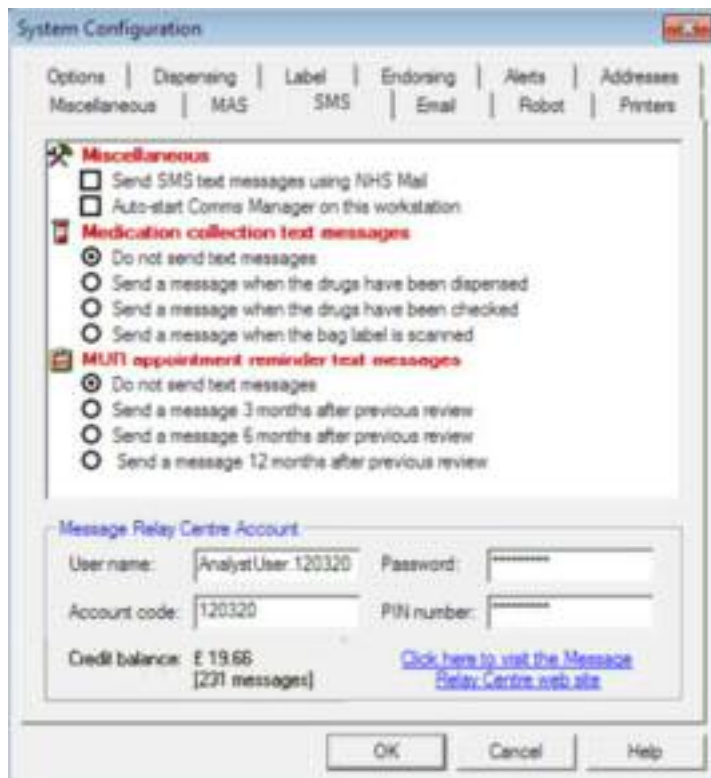 System Configuration
Options | Dispensing | Label | Endorsing | Alerts | Addresses
Miscellaneous | MAS | SMS | Email | Robot | Printers
Miscellaneous
Send SMS text messages using NHS Mail
Auto-start Comms Manager on this workstation
Medication collection text messages
Do not send text messages
Send a message when the drugs have been dispensed
Send a message when the drugs have been checked
Send a message when the bag label is scanned
MUR appointment reminder text messages
Do not send text messages
Send a message 3 months after previous review
Send a message 6 months after previous review
Send a message 12 months after previous review
Message Relay Centre Account
User name: AnalystUser.120320 Password: **********
Account code: 120320 PIN number: **********
Credit balance: £ 19.66 Click here to visit the Message
[231 messages] Relay Centre web site
OK Cancel Help